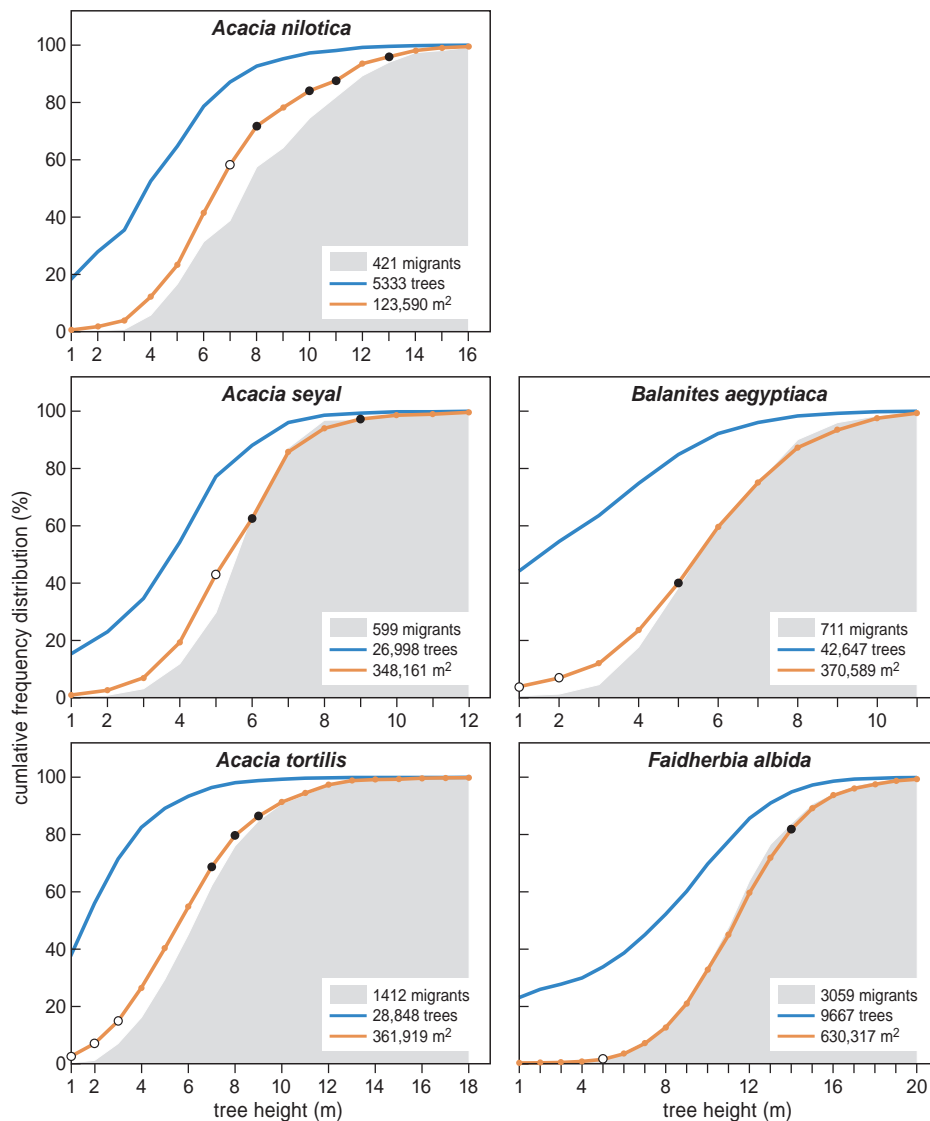 Acacia nilotica
100
80
60
40
20
0
421 migrants
5333 trees
123,590 m²
1 2 4 6 8 10 12 14 16
Acacia seyal
100
80
60
40
20
0
599 migrants
26,998 trees
348,161 m²
1 2 4 6 8 10 12
Balanites aegyptiaca
711 migrants
42,647 trees
370,589 m²
1 2 4 6 8 10
cumlative frequency distribution (%)
Acacia tortilis
100
80
60
40
20
0
1412 migrants
28,848 trees
361,919 m²
1 2 4 6 8 10 12 14 16 18
tree height (m)
Faidherbia albida
3059 migrants
9667 trees
630,317 m²
1 4 8 12 16 20
tree height (m)